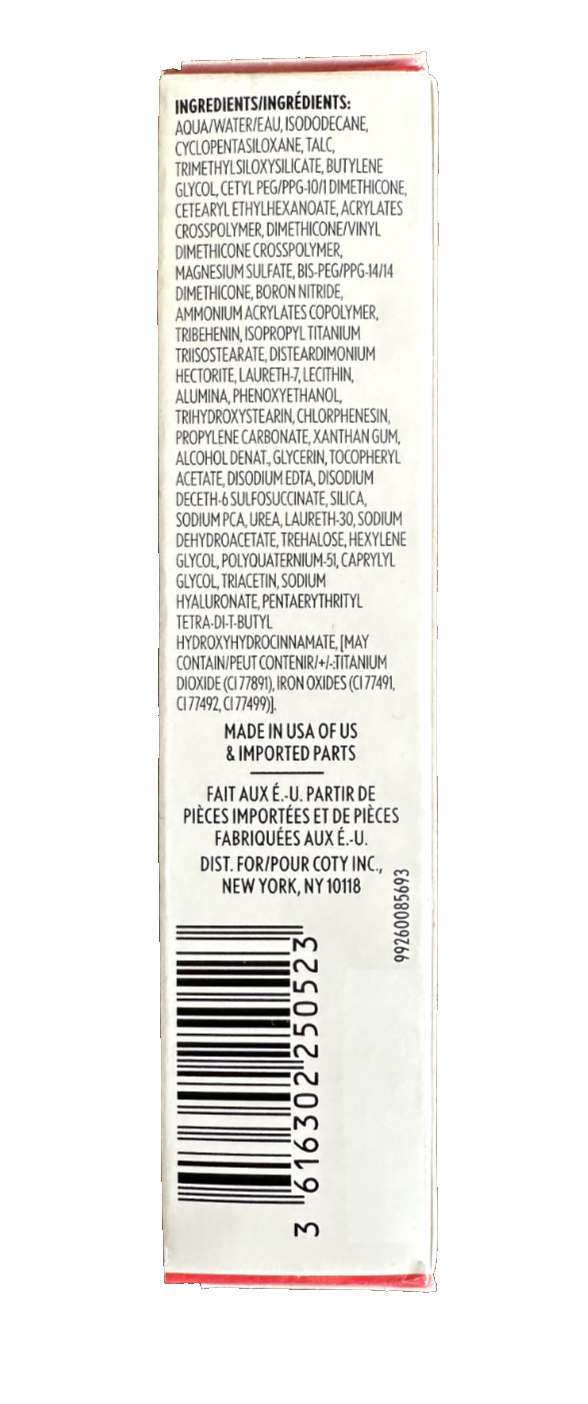 INGREDIENTS/INGRÉDIENTS:
AQUA/WATER/EAU, ISODODECANE,
CYCLOPENTASILOXANE, TALC,
TRIMETHYLSILOXYSILICATE, BUTYLENE
GLYCOL, CETYL PEG/PPG-10/1 DIMETHICONE,
CETEARYL ETHYLHEXANOATE, ACRYLATES
CROSSPOLYMER, DIMETHICONE/VINYL
DIMETHICONE CROSSPOLYMER,
MAGNESIUM SULFATE, BIS-PEG/PPG-14/14
DIMETHICONE, BORON NITRIDE,
AMMONIUM ACRYLATES COPOLYMER,
TRIBEHENIN, ISOPROPYL TITANIUM
TRIISOSTEARATE, DISTEARDIMONIUM
HECTORITE, LAURETH-7, LECITHIN,
ALUMINA, PHENOXYETHANOL,
TRIHYDROXYSTEARIN, CHLORPHENESIN,
PROPYLENE CARBONATE, XANTHAN GUM,
ALCOHOL DENAT., GLYCERIN, TOCOPHERYL
ACETATE, DISODIUM EDTA, DISODIUM
DECETH-6 SULFOSUCCINATE, SILICA,
SODIUM PCA, UREA, LAURETH-30, SODIUM
DEHYDROACETATE, TREHALOSE, HEXYLENE
GLYCOL, POLYQUATERNIUM-51, CAPRYLYL
GLYCOL, TRIACETIN, SODIUM
HYALURONATE, PENTAERYTHRITYL
TETRA-DI-T-BUTYL
HYDROXYHYDROCINNAMATE, [MAY
CONTAIN/PEUT CONTENIR/+/-:TITANIUM
DIOXIDE (CI 77891), IRON OXIDES (CI 77491,
CI 77492, CI 77499)].
MADE IN USA OF US
& IMPORTED PARTS
FAIT AUX É.-U. PARTIR DE
PIÈCES IMPORTÉES ET DE PIÈCES
FABRIQUÉES AUX É.-U.
DIST. FOR/POUR COTY INC.,
NEW YORK, NY 10118
99260085693
3 616302 250523